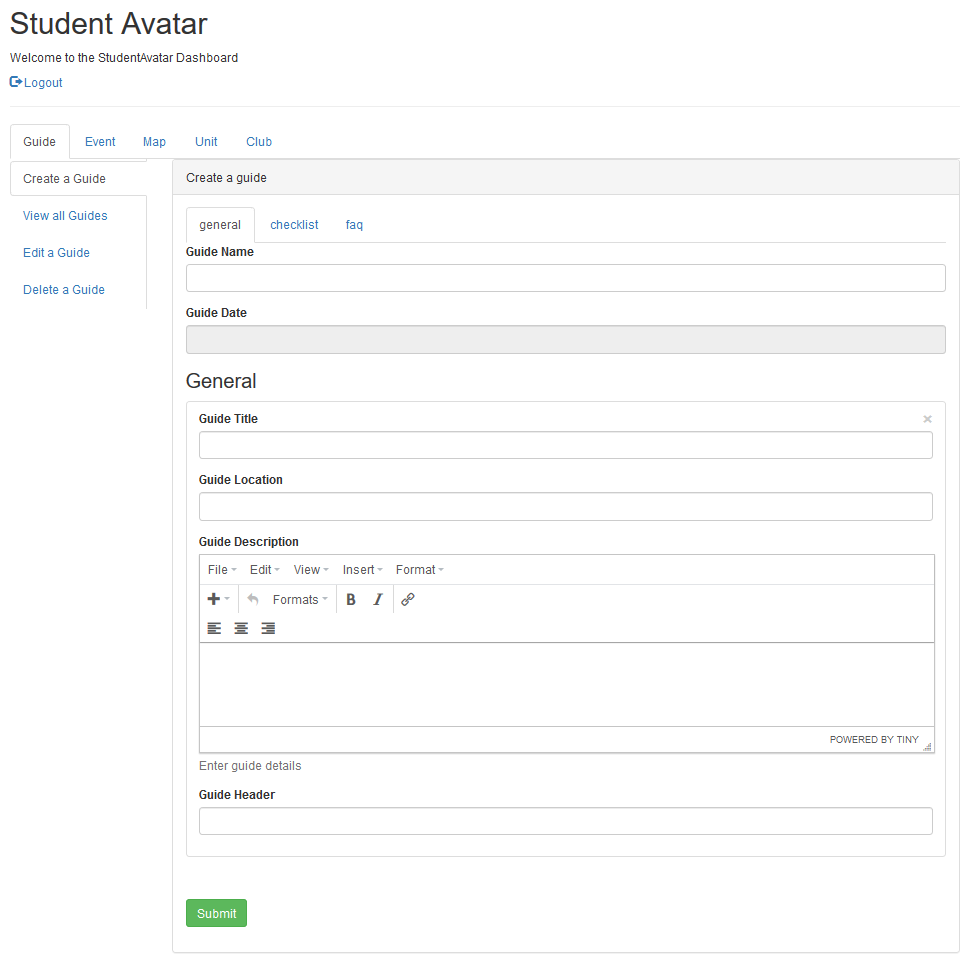 Student Avatar
Welcome to the StudentAvatar Dashboard
Logout
Guide Event Map Unit Club
Create a Guide
View all Guides
Edit a Guide
Delete a Guide
Create a guide
general checklist faq
Guide Name
Guide Date
General
Guide Title ×
Guide Location
Guide Description
File Edit View Insert Format
Formats B I
POWERED BY TINY
Enter guide details
Guide Header
Submit